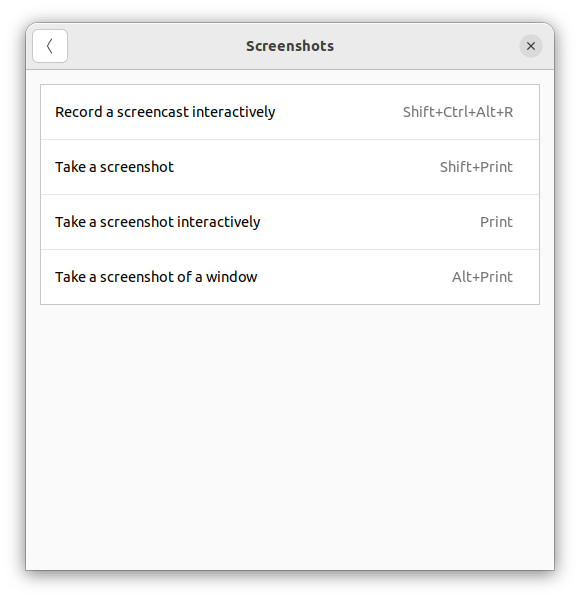 Screenshots
Record a screencast interactively Shift+Ctrl+Alt+R
Take a screenshot Shift+Print
Take a screenshot interactively Print
Take a screenshot of a window Alt+Print